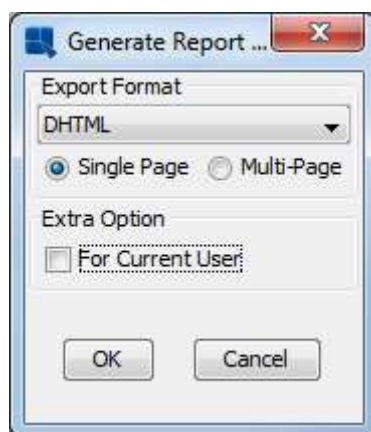 Generate Report ...
Export Format
DHTML
Single Page Multi-Page
Extra Option
For Current User
OK Cancel